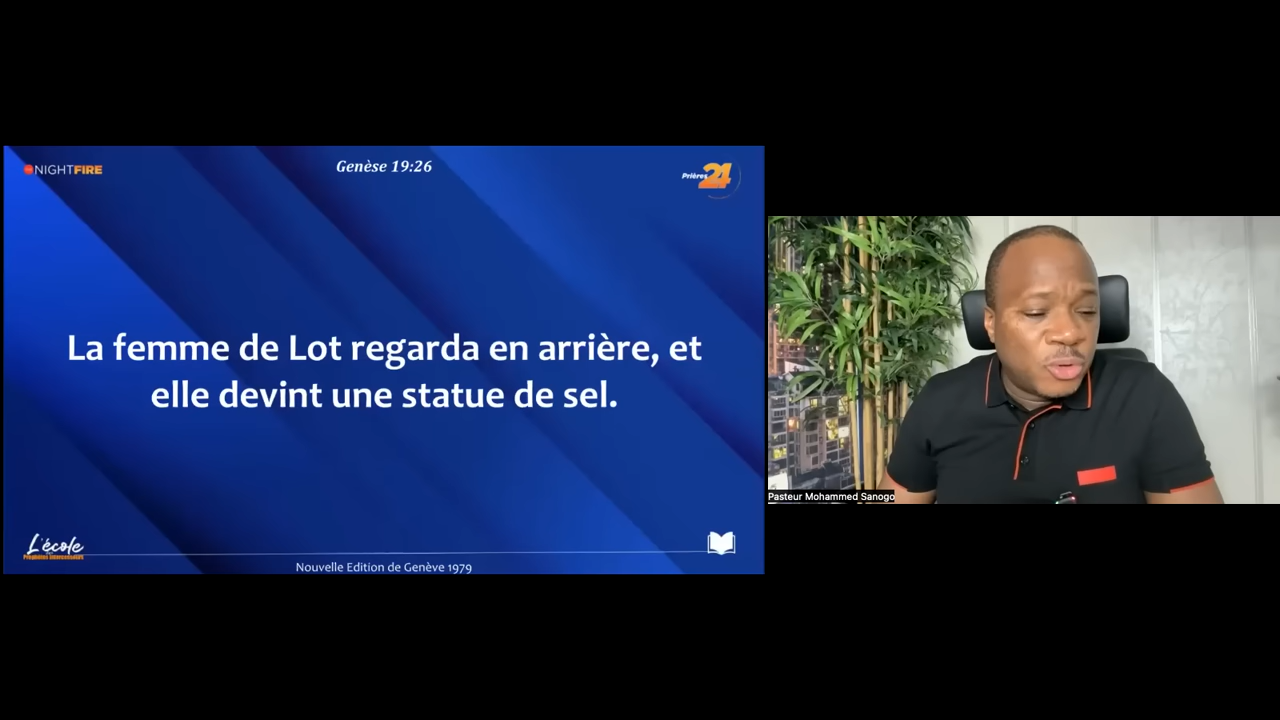 NIGHTFIRE
Genèse 19:26
Prières 24
La femme de Lot regarda en arrière, et
elle devint une statue de sel.
Pasteur Mohammed Sanogo
L'école
Nouvelle Edition de Genève 1979